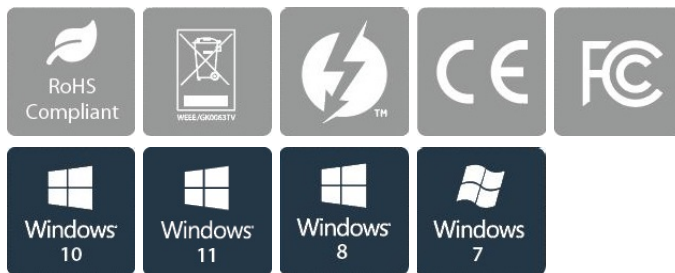 RoHS
Compliant
WEEE/GK0063TV
TM
CE
FC
Windows
10
Windows
11
Windows
8
Windows
7